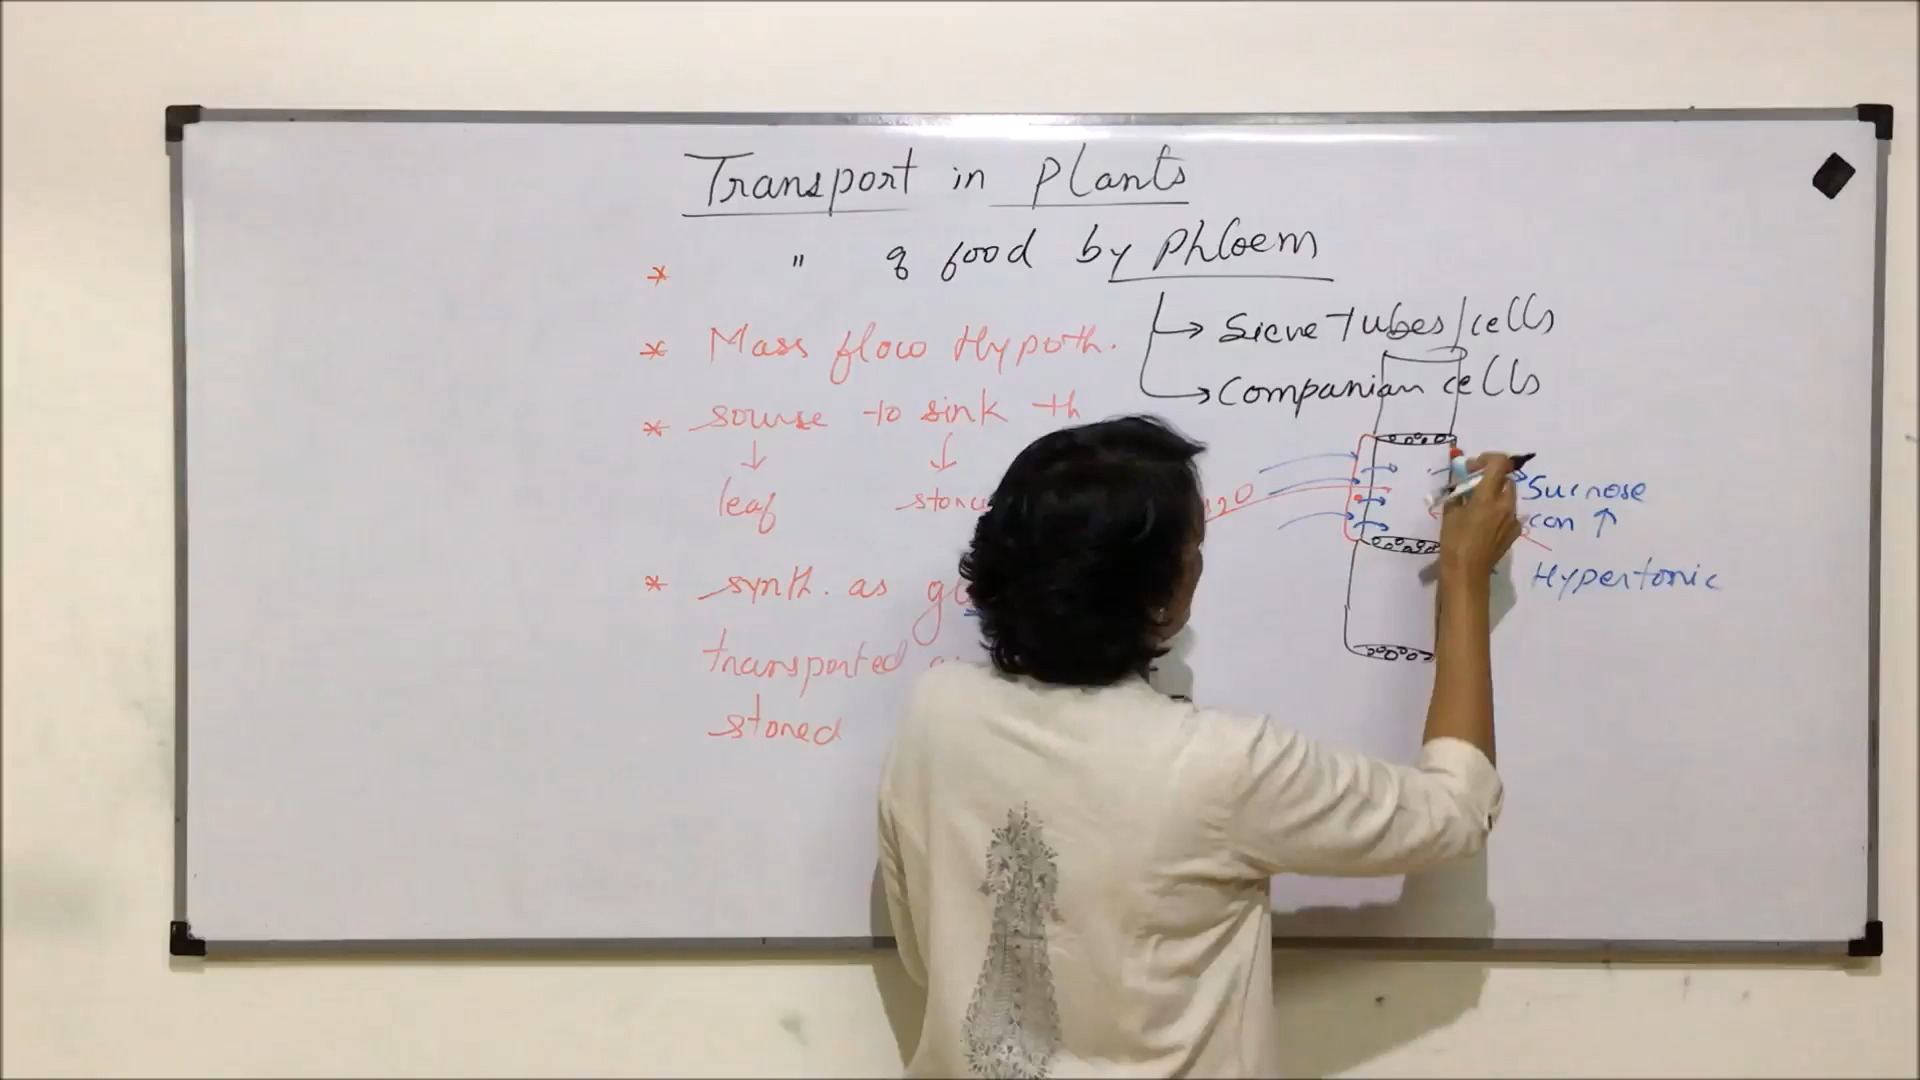 Transport in plants
* " of food by phloem
→ Sieve tubes/cells
* Mass flow Hypoth.
→ Companian cells
* sourse to sink th
↓ ↓
leaf
Sucrose
con ↑
Hypertonic
* synth. as
transported
stored